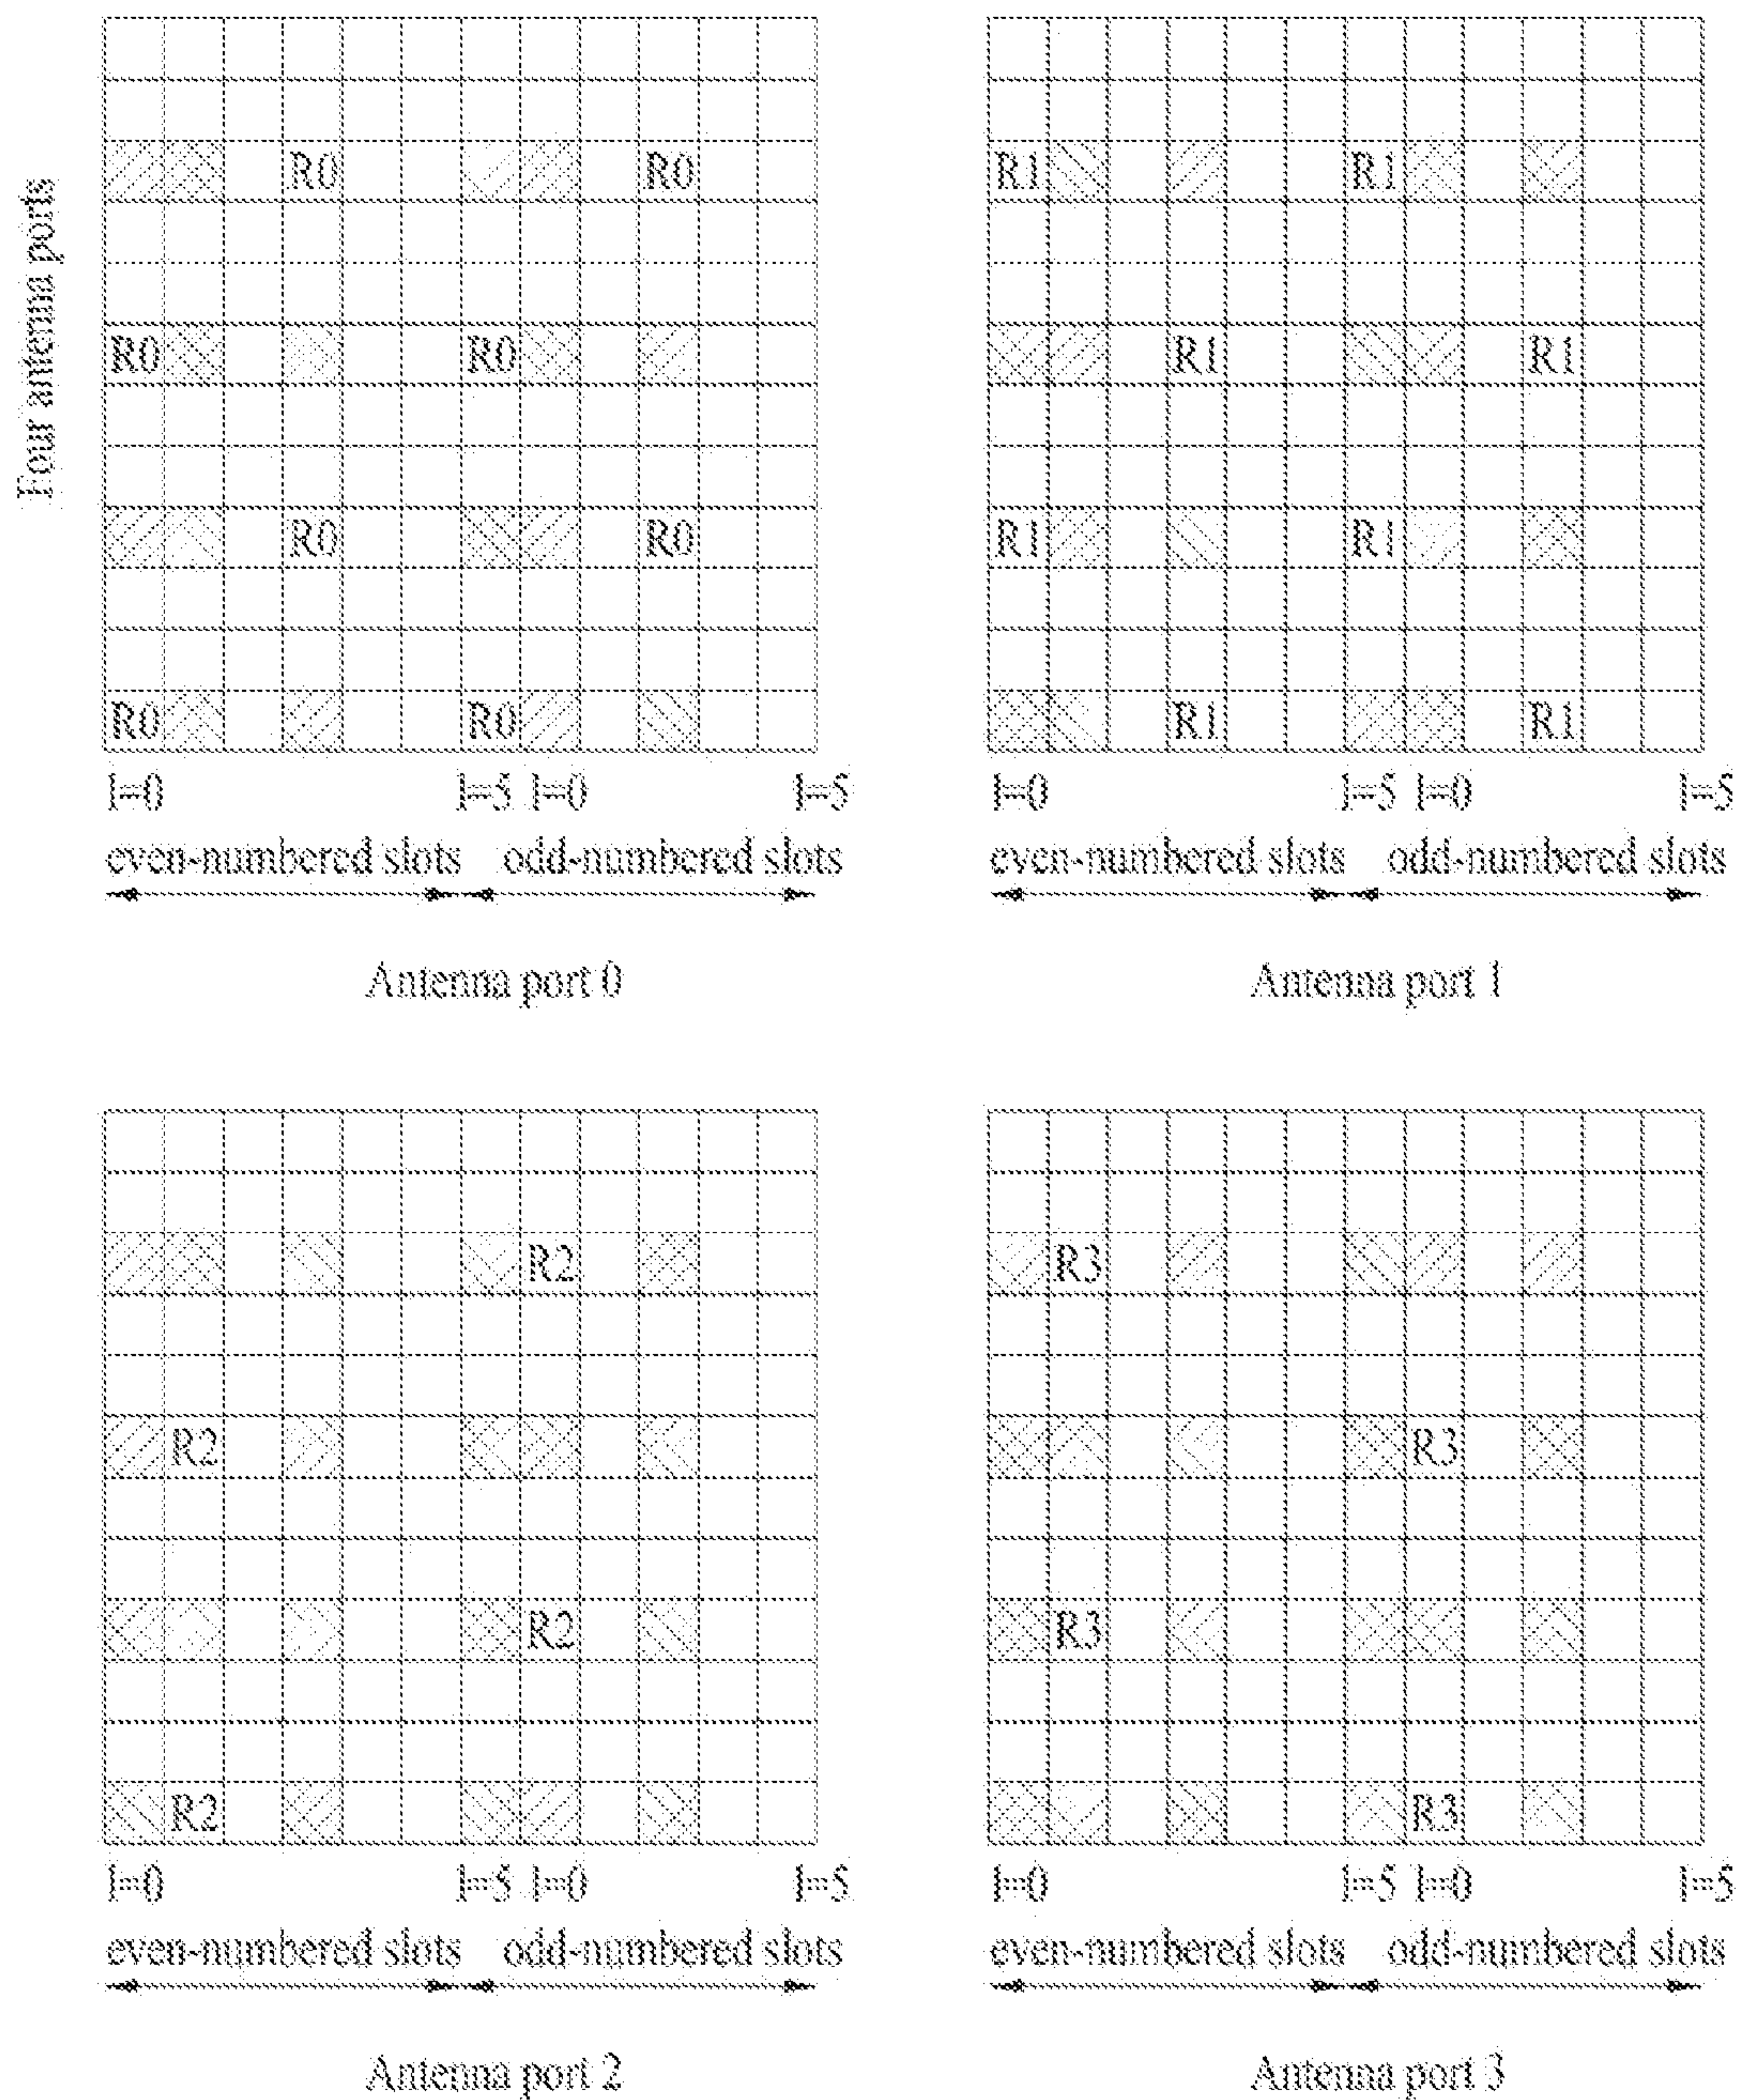 Four antenna ports
R0 R0
R0 R0
R0 R0
R0 R0
l=0 l=5 l=0 l=5
even-numbered slots odd-numbered slots
Antenna port 0
R1 R1
R1 R1
R1 R1
R1 R1
l=0 l=5 l=0 l=5
even-numbered slots odd-numbered slots
Antenna port 1
R2
R2
R2
R2
l=0 l=5 l=0 l=5
even-numbered slots odd-numbered slots
Antenna port 2
R3
R3
R3
R3
l=0 l=5 l=0 l=5
even-numbered slots odd-numbered slots
Antenna port 3